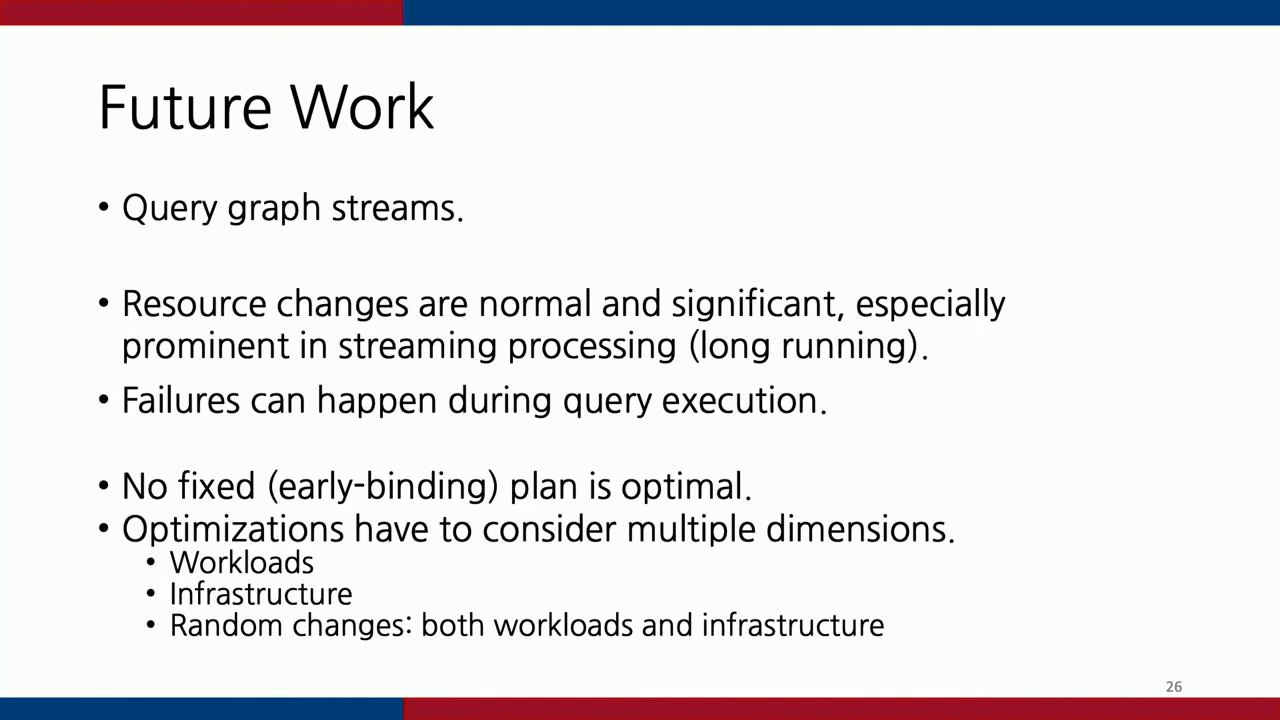 Future Work
• Query graph streams.
• Resource changes are normal and significant, especially
prominent in streaming processing (long running).
• Failures can happen during query execution.
• No fixed (early-binding) plan is optimal.
• Optimizations have to consider multiple dimensions.
• Workloads
• Infrastructure
• Random changes: both workloads and infrastructure
26